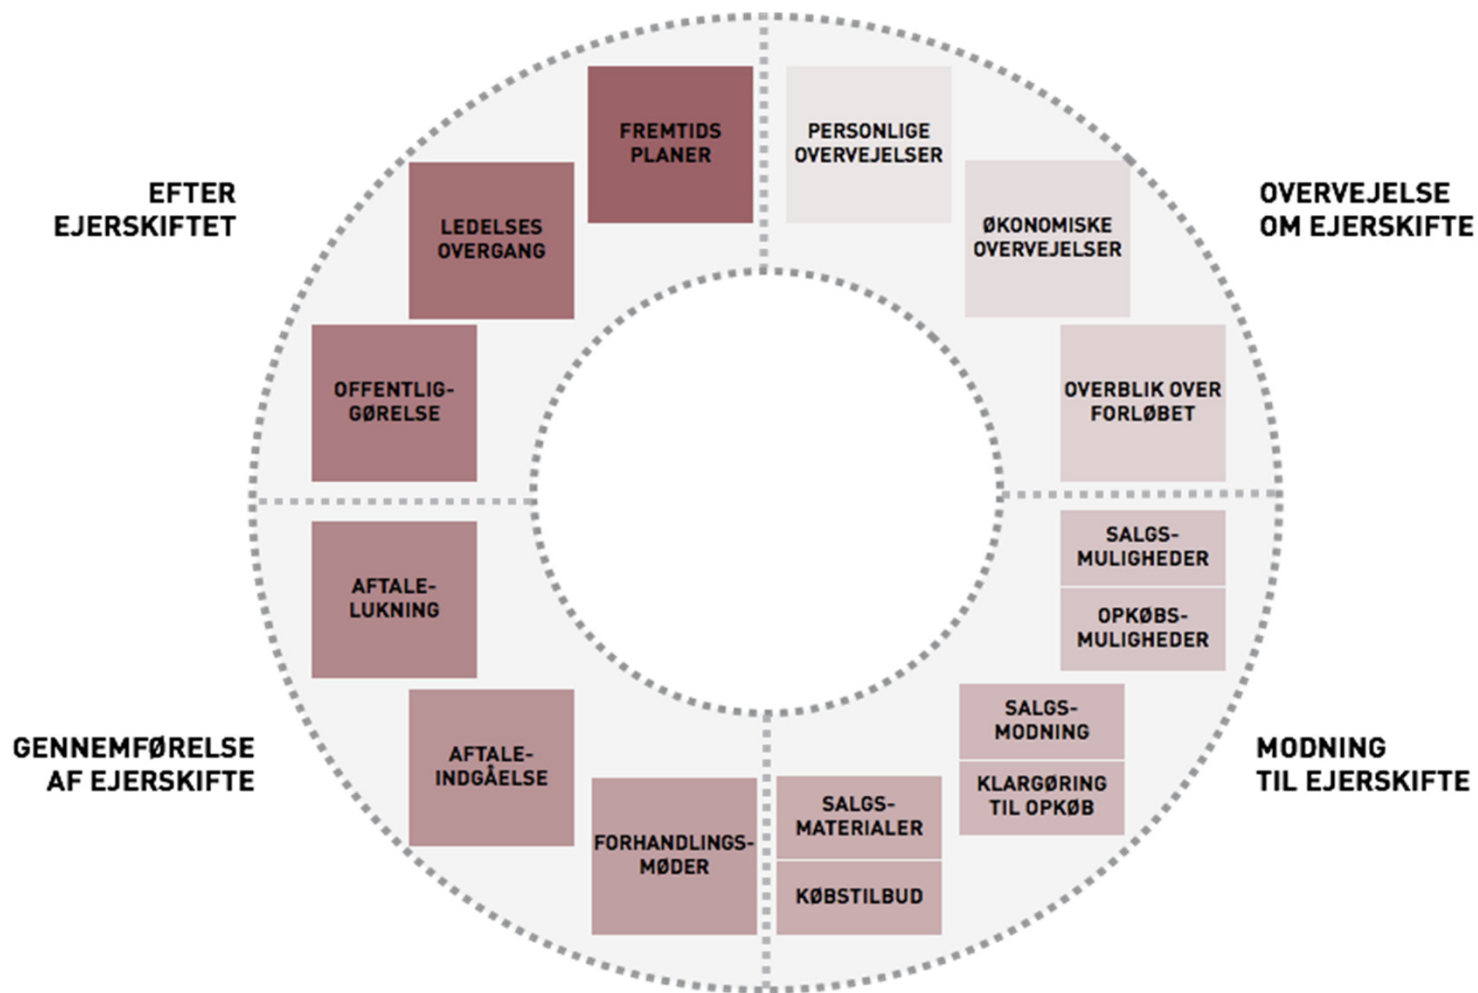 OVERVEJELSE
OM EJERSKIFTE
PERSONLIGE
OVERVEJELSER
ØKONOMISKE
OVERVEJELSER
OVERBLIK OVER
FORLØBET
MODNING
TIL EJERSKIFTE
SALGS-
MULIGHEDER
OPKØBS-
MULIGHEDER
SALGS-
MODNING
KLARGØRING
TIL OPKØB
SALGS-
MATERIALER
KØBSTILBUD
GENNEMFØRELSE
AF EJERSKIFTE
FORHANDLINGS-
MØDER
AFTALE-
INDGÅELSE
AFTALE-
LUKNING
EFTER
EJERSKIFTET
OFFENTLIG-
GØRELSE
LEDELSES
OVERGANG
FREMTIDS
PLANER